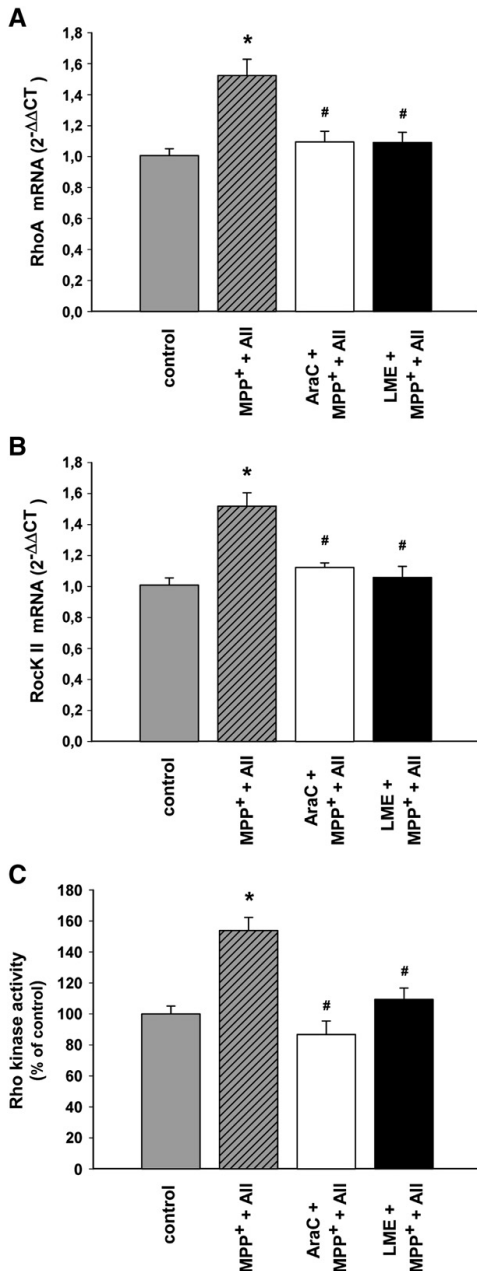 A
RhoA mRNA (2-ΔΔCT)
1,8
1,6
1,4
1,2
1,0
0,8
0,6
0,4
0,2
0,0
*
#
#
control
MPP+ + AII
AraC +
MPP+ + AII
LME +
MPP+ + AII
B
RocK II mRNA (2-ΔΔCT)
1,8
1,6
1,4
1,2
1,0
0,8
0,6
0,4
0,2
0,0
*
#
#
control
MPP+ + AII
AraC +
MPP+ + AII
LME +
MPP+ + AII
C
Rho kinase activity
(% of control)
180
160
140
120
100
80
60
40
20
0
*
#
#
control
MPP+ + AII
AraC +
MPP+ + AII
LME +
MPP+ + AII